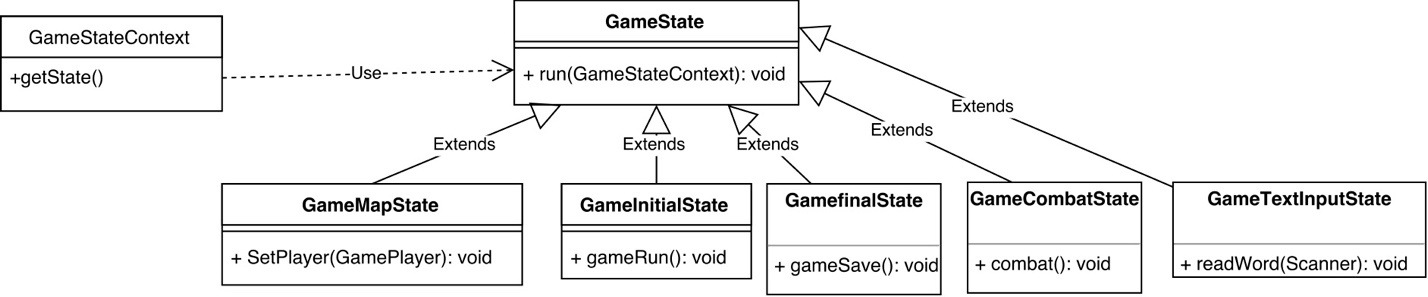 GameStateContext
+getState()
Use
GameState
+ run(GameStateContext): void
Extends
Extends
Extends
Extends
Extends
GameMapState
+ SetPlayer(GamePlayer): void
GameInitialState
+ gameRun(): void
GamefinalState
+ gameSave(): void
GameCombatState
+ combat(): void
GameTextInputState
+ readWord(Scanner): void